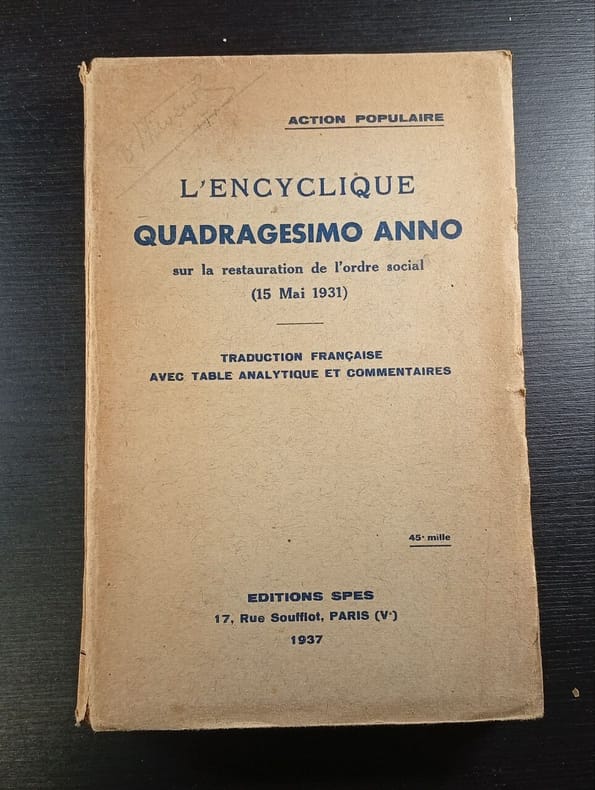 ACTION POPULAIRE
L'ENCYCLIQUE
QUADRAGESIMO ANNO
sur la restauration de l'ordre social
(15 Mai 1931)
TRADUCTION FRANÇAISE
AVEC TABLE ANALYTIQUE ET COMMENTAIRES
45e mille
EDITIONS SPES
17, Rue Soufflot, PARIS (Ve)
1937